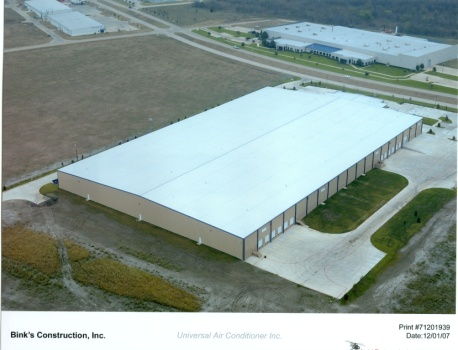 Bink's Construction, Inc.
Universal Air Conditioner Inc.
Print #71201939
Date:12/01/07